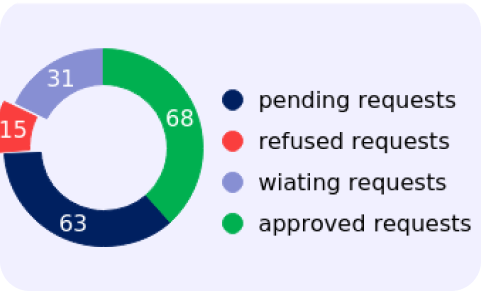 31
68
15
63
pending requests
refused requests
wiating requests
approved requests